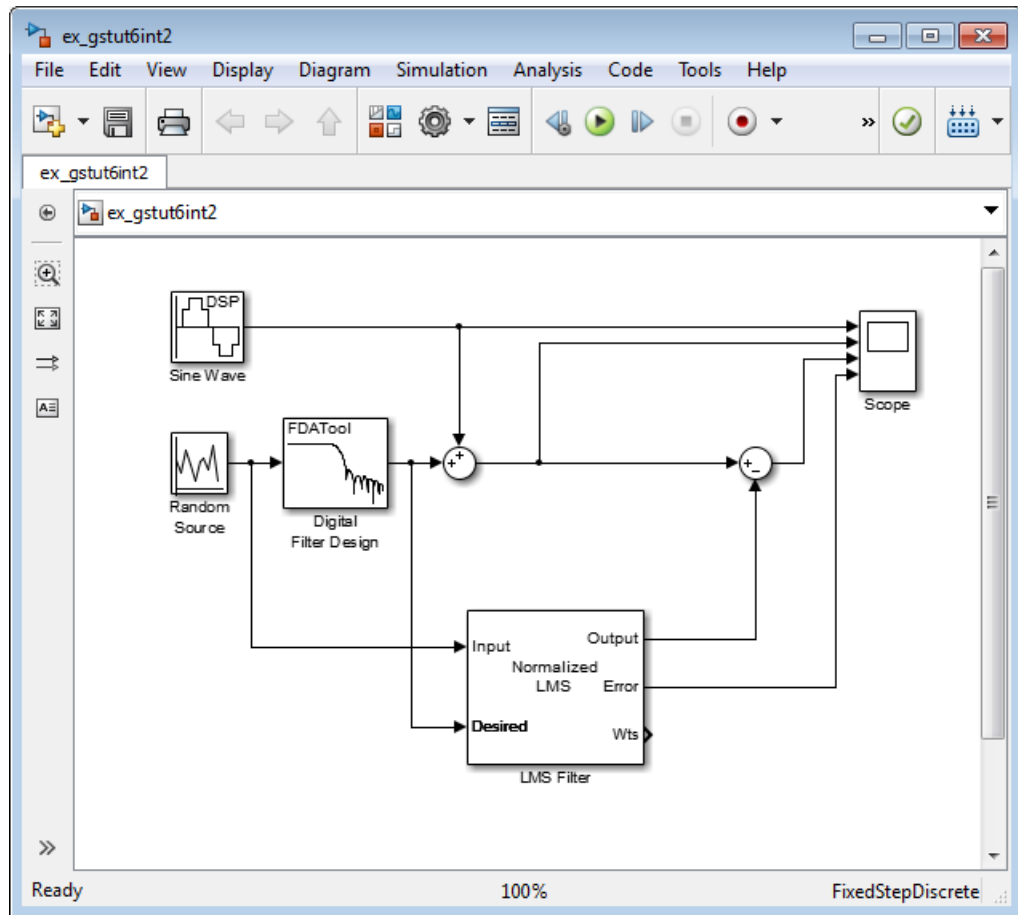 ex_gstut6int2
File Edit View Display Diagram Simulation Analysis Code Tools Help
»
ex_gstut6int2
ex_gstut6int2
DSP
Sine Wave
Scope
FDATool
Random
Source
Digital
Filter Design
+ +
+ -
Input Output
Normalized
LMS Error
Desired
Wts
LMS Filter
A
»
Ready 100% FixedStepDiscrete